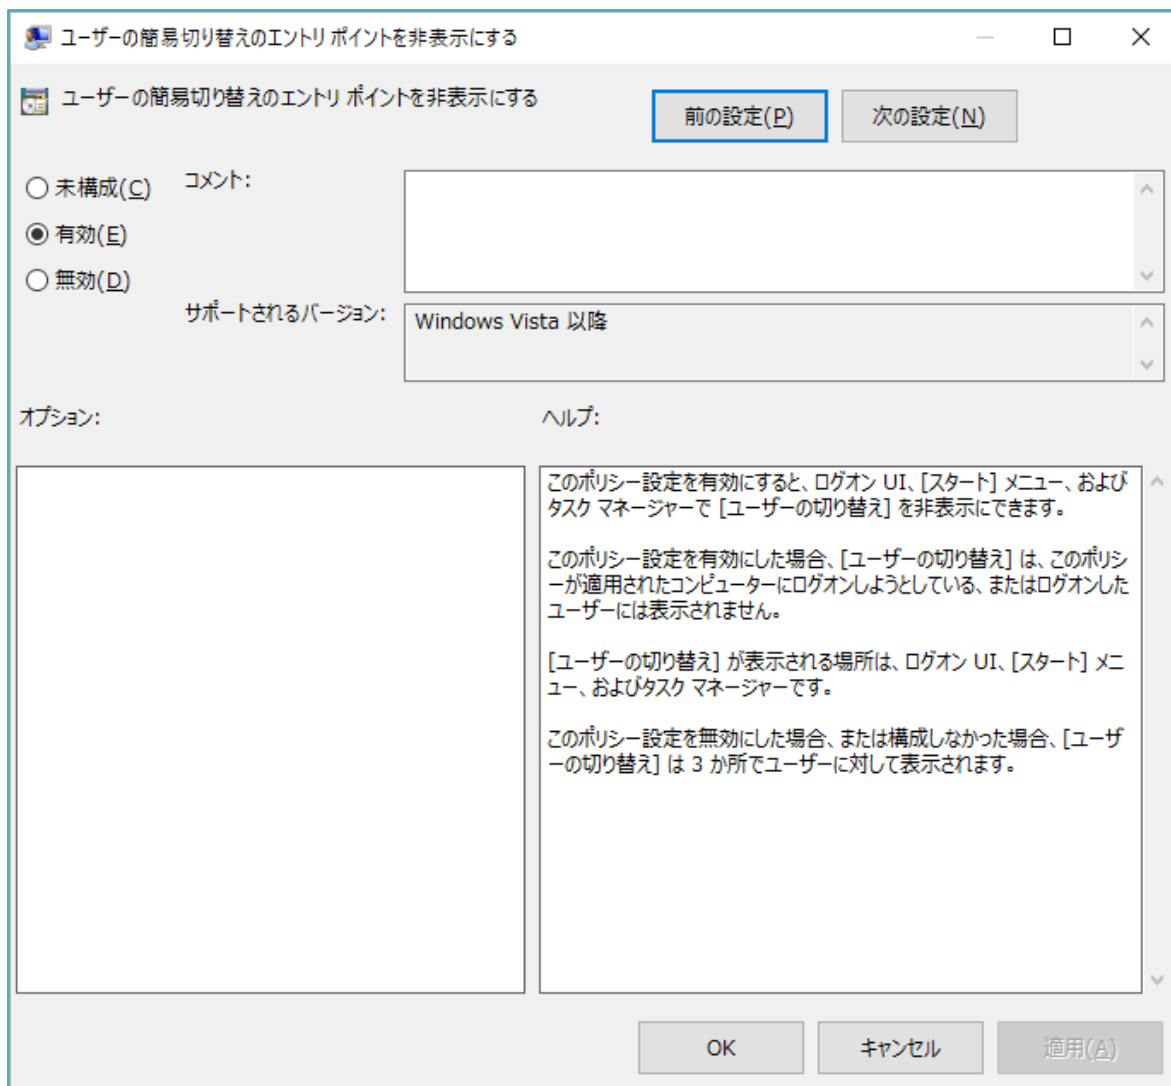 ユーザーの簡易切り替えのエントリ ポイントを非表示にする
ユーザーの簡易切り替えのエントリ ポイントを非表示にする
前の設定(P)
次の設定(N)
未構成(C)
コメント:
有効(E)
無効(D)
サポートされるバージョン:
Windows Vista 以降
オプション:
ヘルプ:
このポリシー設定を有効にすると、ログオン UI、[スタート] メニュー、および
タスク マネージャーで [ユーザーの切り替え] を非表示にできます。
このポリシー設定を有効にした場合、[ユーザーの切り替え] は、このポリシ
ーが適用されたコンピューターにログオンしようとしている、またはログオンした
ユーザーには表示されません。
[ユーザーの切り替え] が表示される場所は、ログオン UI、[スタート] メニ
ュー、およびタスク マネージャーです。
このポリシー設定を無効にした場合、または構成しなかった場合、[ユーザ
ーの切り替え] は 3 か所でユーザーに対して表示されます。
OK
キャンセル
適用(A)